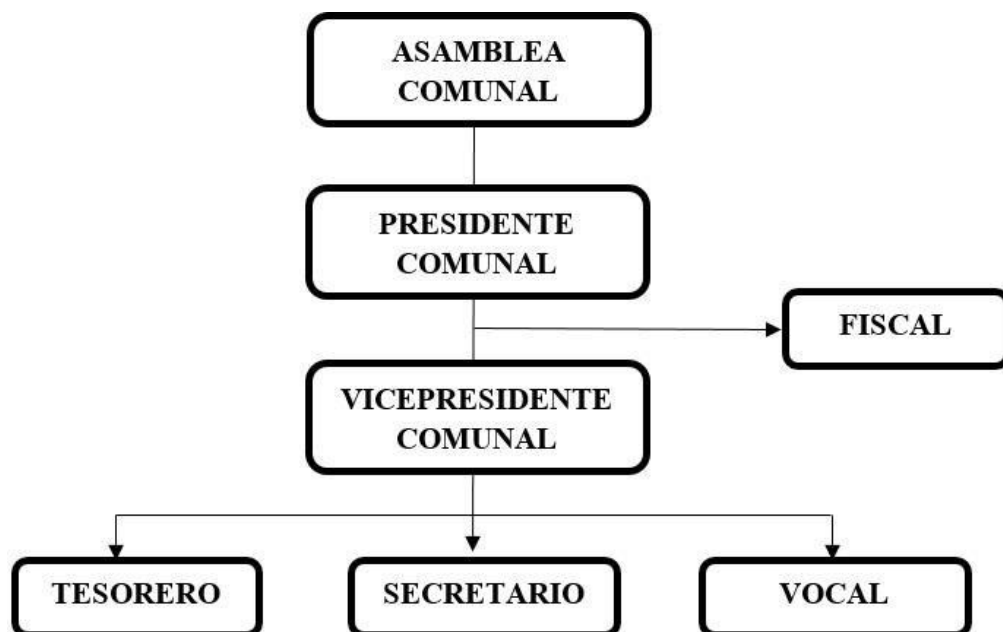 ASAMBLEA
COMUNAL
PRESIDENTE
COMUNAL
FISCAL
VICEPRESIDENTE
COMUNAL
TESORERO
SECRETARIO
VOCAL